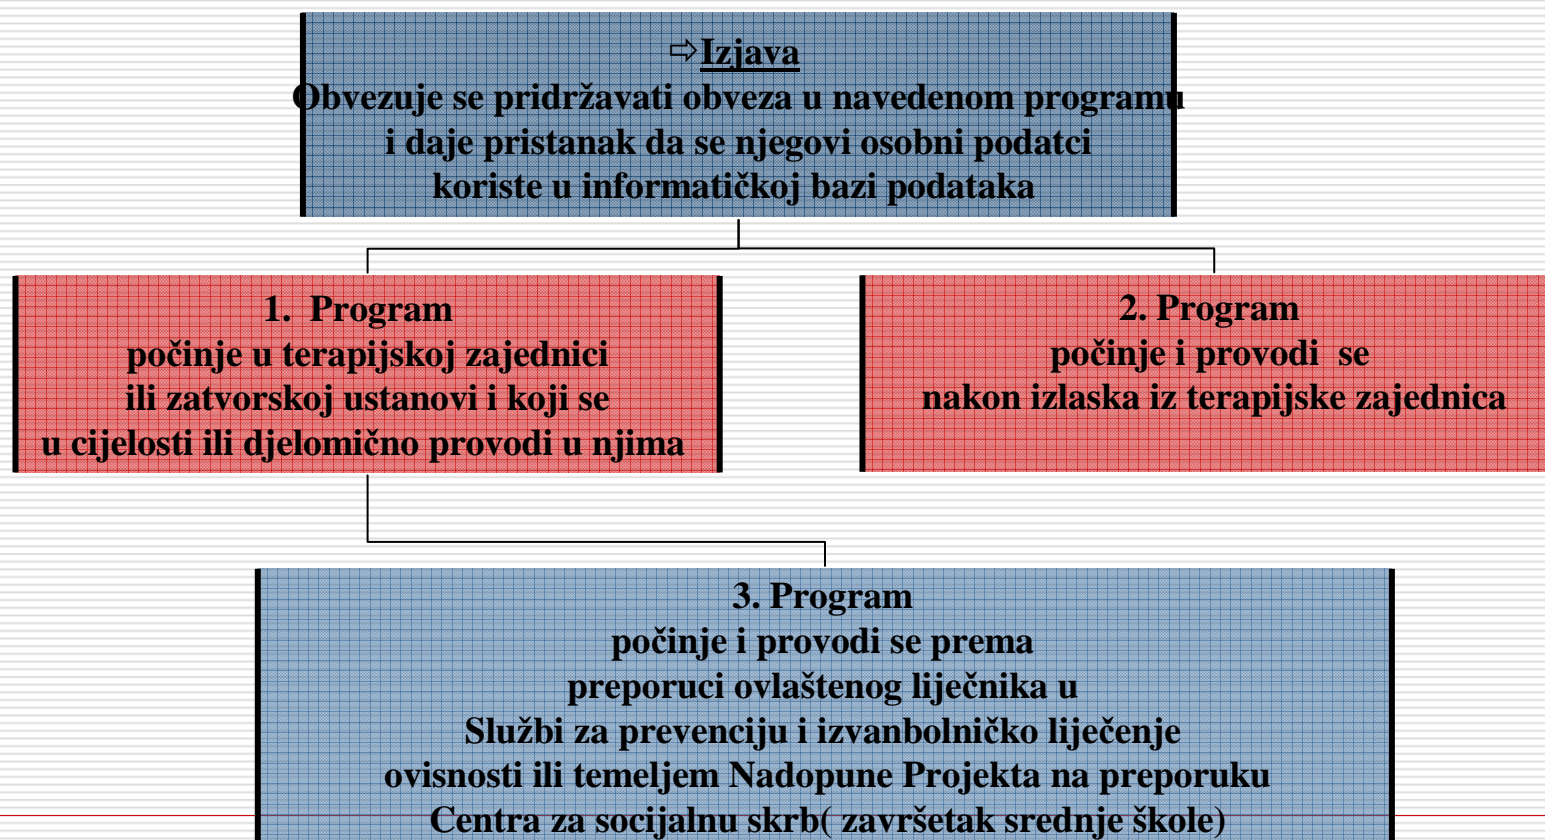 ⇨Izjava
Obvezuje se pridržavati obveza u navedenom programu
i daje pristanak da se njegovi osobni podatci
koriste u informatičkoj bazi podataka
1. Program
počinje u terapijskoj zajednici
ili zatvorskoj ustanovi i koji se
u cijelosti ili djelomično provodi u njima
2. Program
počinje i provodi se
nakon izlaska iz terapijske zajednica
3. Program
počinje i provodi se prema
preporuci ovlaštenog liječnika u
Službi za prevenciju i izvanbolničko liječenje
ovisnosti ili temeljem Nadopune Projekta na preporuku
Centra za socijalnu skrb( završetak srednje škole)